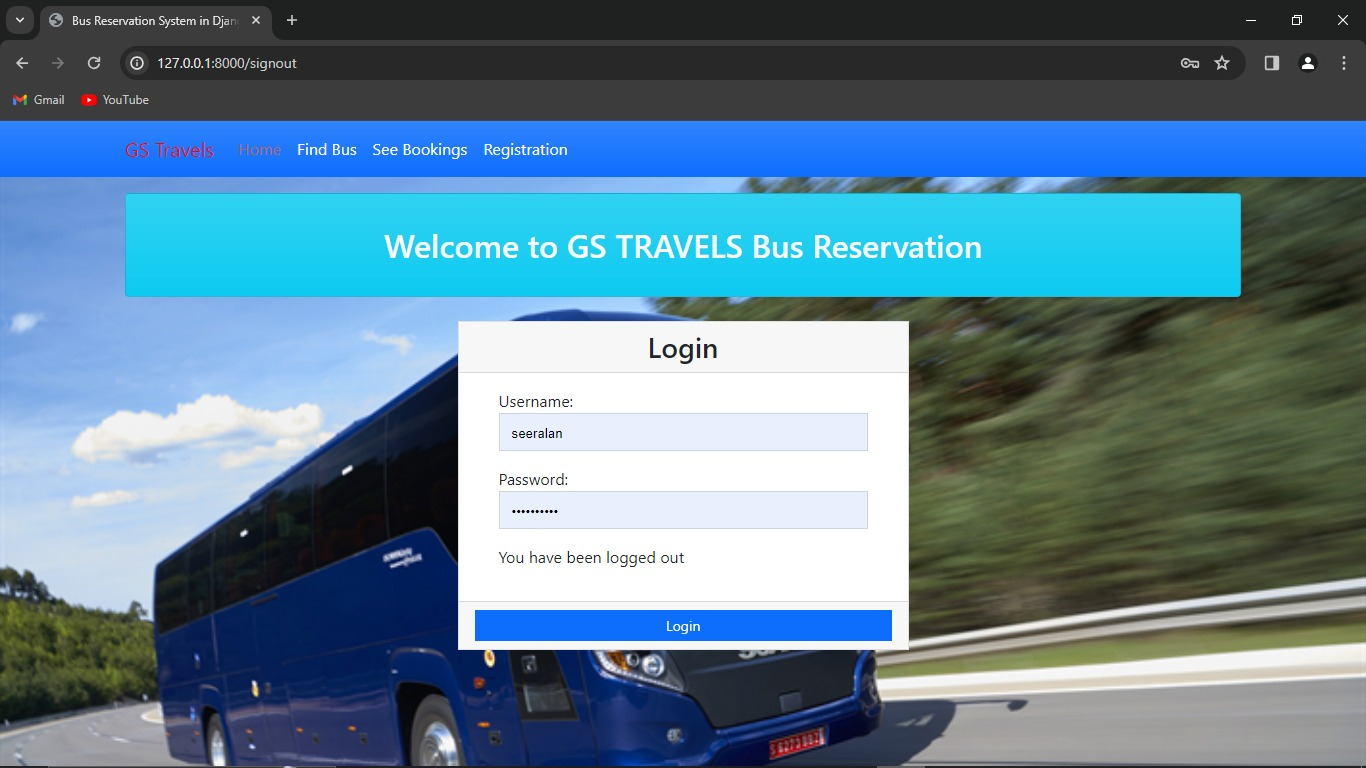 Bus Reservation System in Djan
127.0.0.1:8000/signout
Gmail YouTube
GS Travels Home Find Bus See Bookings Registration
Welcome to GS TRAVELS Bus Reservation
Login
Username:
seeralan
Password:
••••••••••
You have been logged out
Login